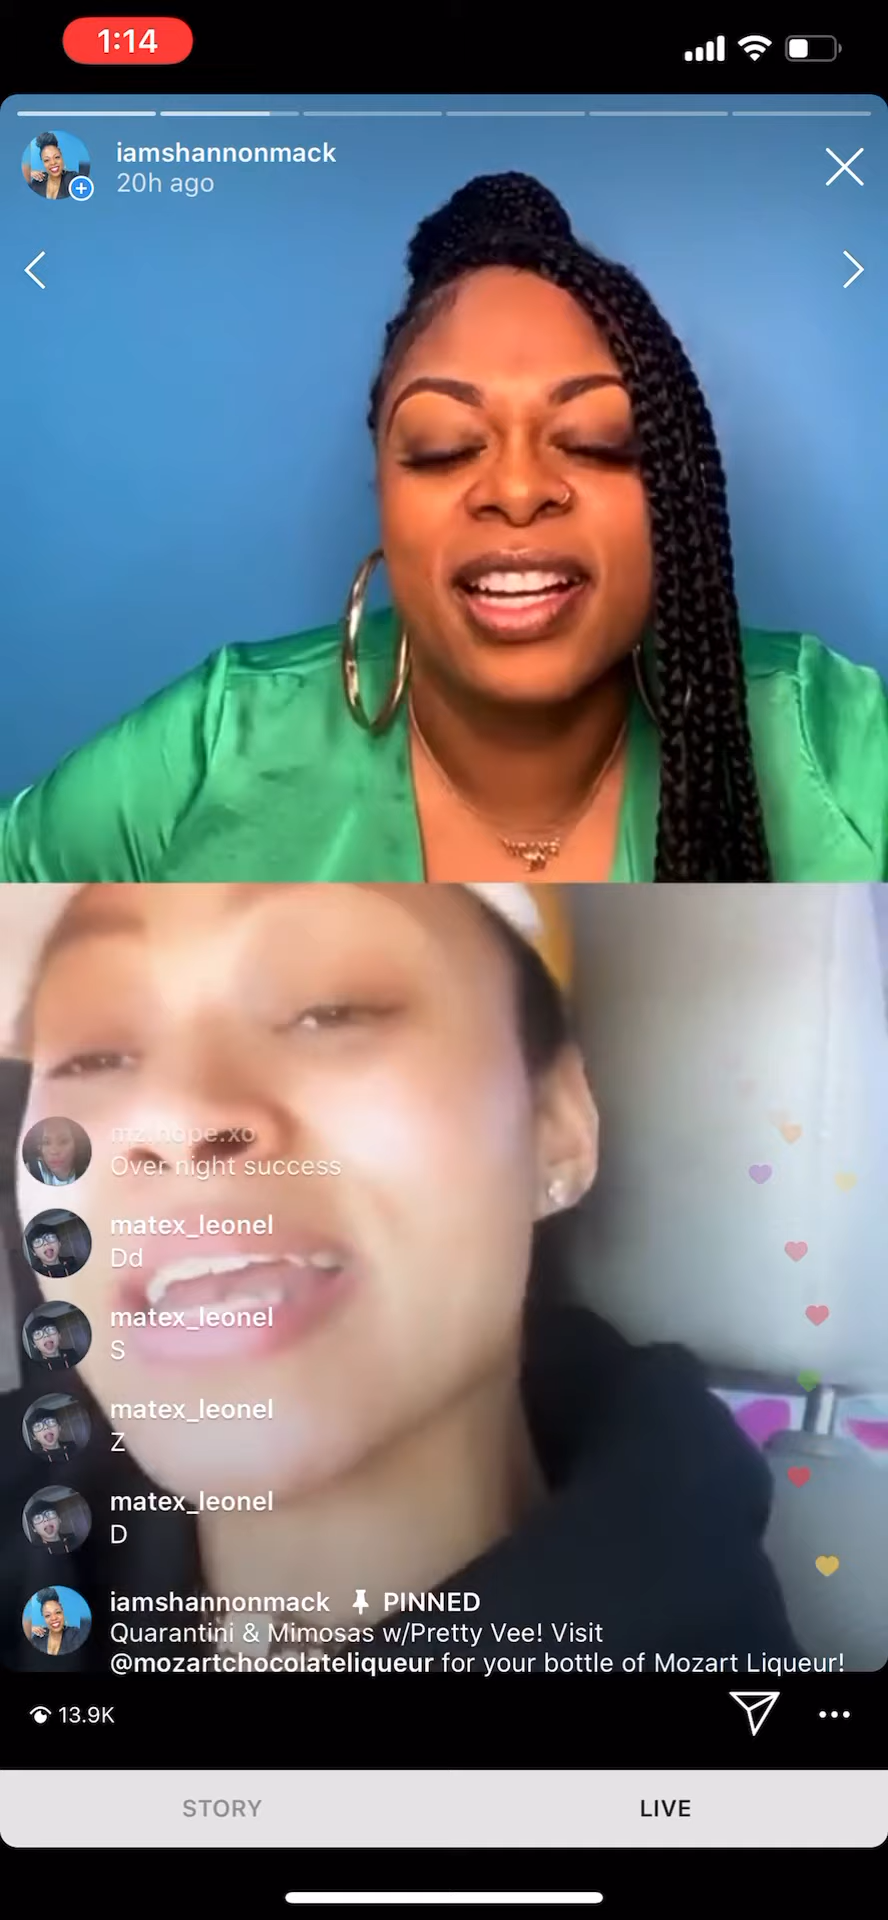 1:14
iamshannonmack
20h ago
mz.hope.xo
Over night success
matex_leonel
Dd
matex_leonel
S
matex_leonel
Z
matex_leonel
D
iamshannonmack PINNED
Quarantini & Mimosas w/Pretty Vee! Visit
@mozartchocolateliqueur for your bottle of Mozart Liqueur!
13.9K
STORY
LIVE